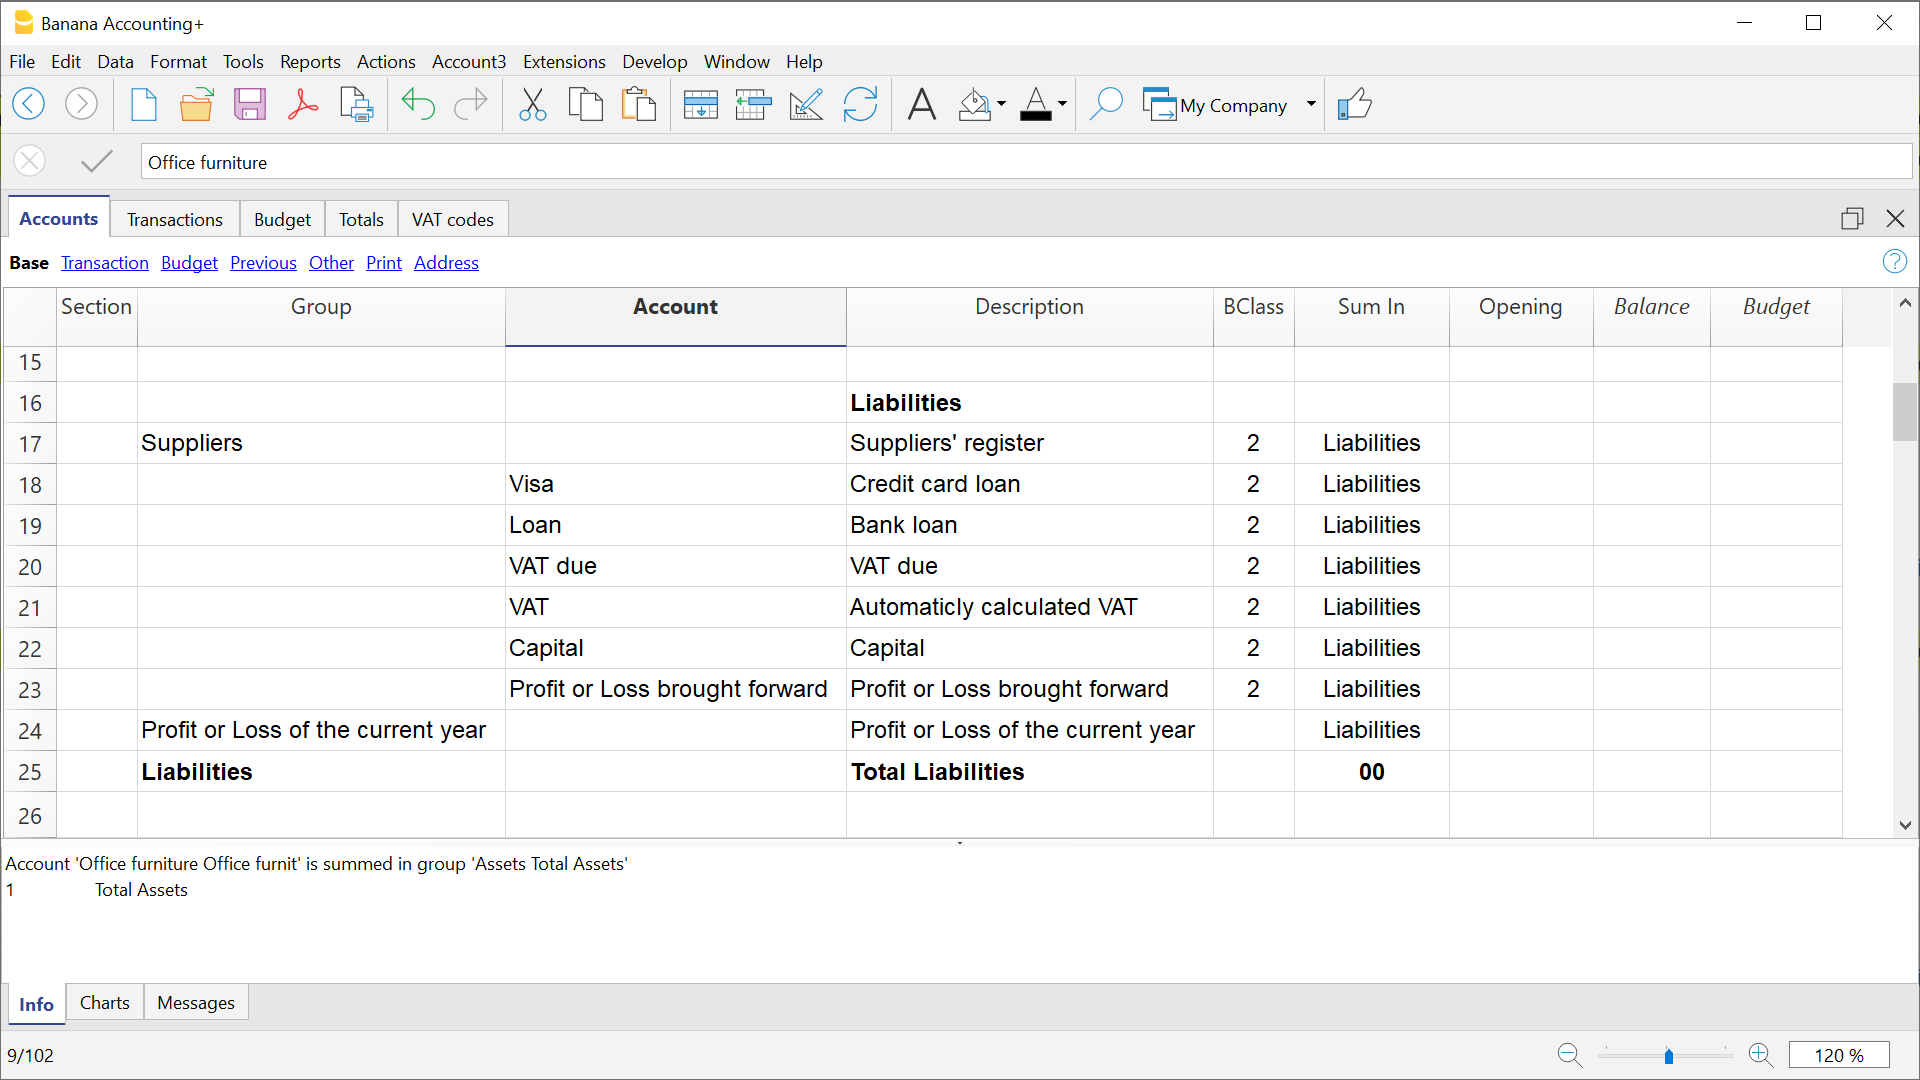 Banana Accounting+
File Edit Data Format Tools Reports Actions Account3 Extensions Develop Window Help
My Company
Office furniture
Accounts Transactions Budget Totals VAT codes
Base Transaction Budget Previous Other Print Address
Section Group Account Description BClass Sum In Opening Balance Budget
15
16 Liabilities
17 Suppliers Suppliers' register 2 Liabilities
18 Visa Credit card loan 2 Liabilities
19 Loan Bank loan 2 Liabilities
20 VAT due VAT due 2 Liabilities
21 VAT Automaticly calculated VAT 2 Liabilities
22 Capital Capital 2 Liabilities
23 Profit or Loss brought forward Profit or Loss brought forward 2 Liabilities
24 Profit or Loss of the current year Profit or Loss of the current year Liabilities
25 Liabilities Total Liabilities 00
26
Account 'Office furniture Office furnit' is summed in group 'Assets Total Assets'
1 Total Assets
Info Charts Messages
9/102 120 %